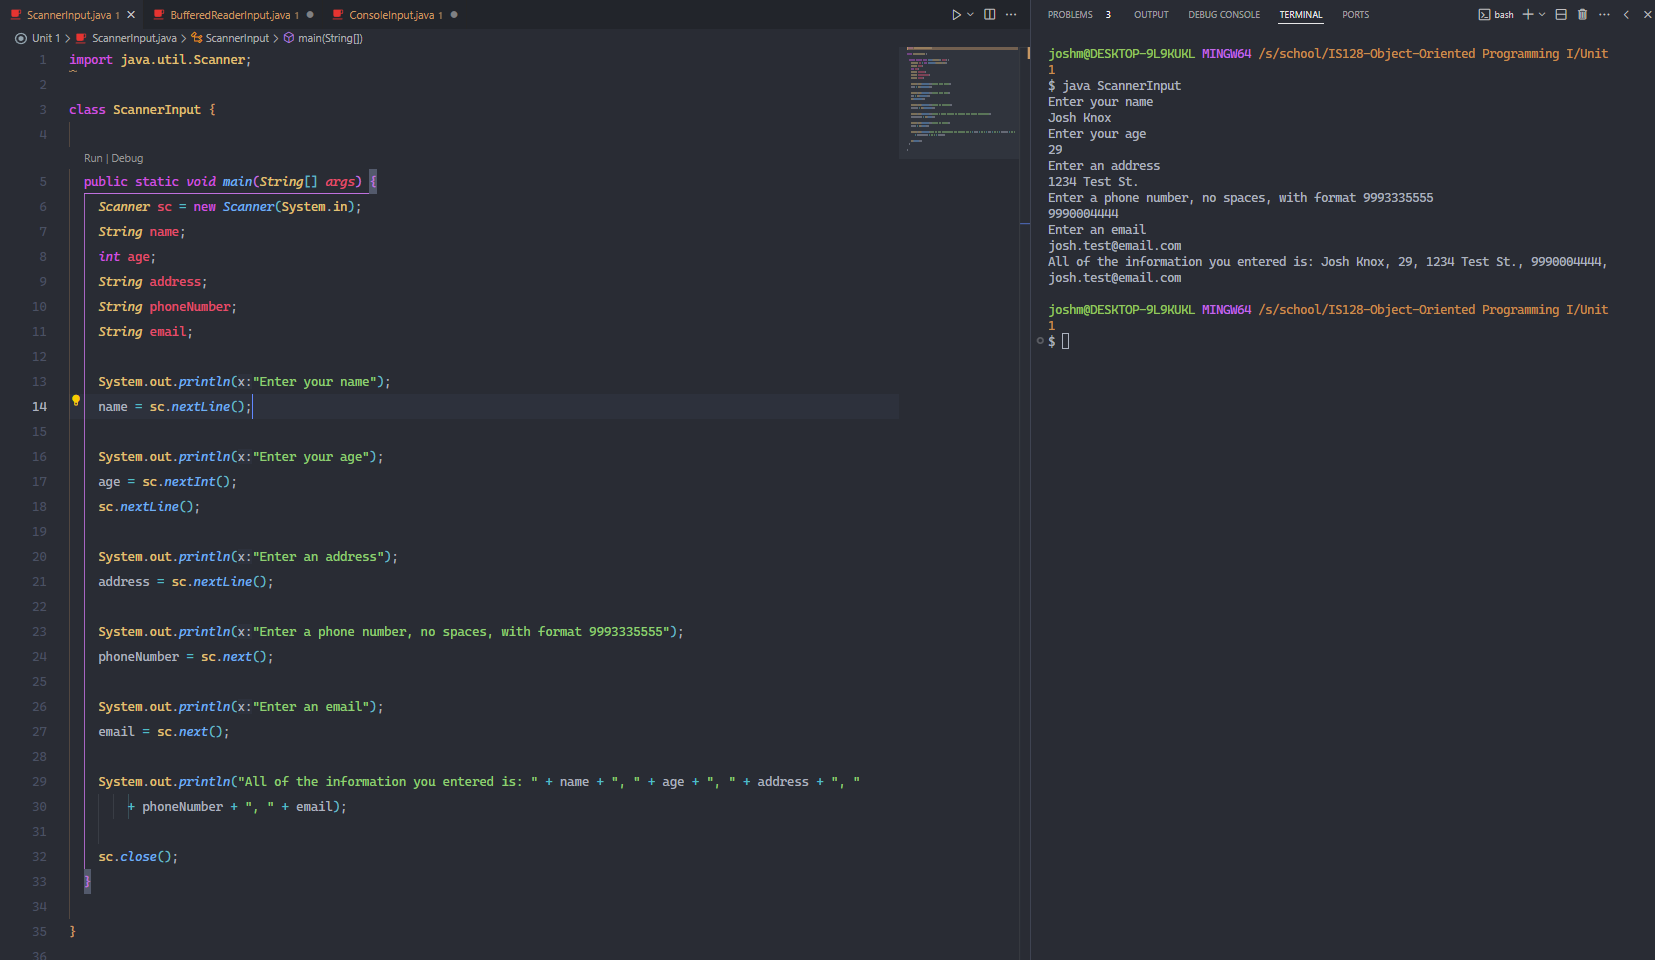 ScannerInput.java 1 BufferedReaderInput.java 1 ConsoleInput.java 1
Unit 1 > ScannerInput.java > ScannerInput > main(String[])
1 import java.util.Scanner;
2
3 class ScannerInput {
4
Run | Debug
5 public static void main(String[] args) {
6 Scanner sc = new Scanner(System.in);
7 String name;
8 int age;
9 String address;
10 String phoneNumber;
11 String email;
12
13 System.out.println(x:"Enter your name");
14 name = sc.nextLine();
15
16 System.out.println(x:"Enter your age");
17 age = sc.nextInt();
18 sc.nextLine();
19
20 System.out.println(x:"Enter an address");
21 address = sc.nextLine();
22
23 System.out.println(x:"Enter a phone number, no spaces, with format 9993335555");
24 phoneNumber = sc.next();
25
26 System.out.println(x:"Enter an email");
27 email = sc.next();
28
29 System.out.println("All of the information you entered is: " + name + ", " + age + ", " + address + ", "
30 + phoneNumber + ", " + email);
31
32 sc.close();
33 }
34
35 }
36
PROBLEMS 3 OUTPUT DEBUG CONSOLE TERMINAL PORTS bash
joshm@DESKTOP-9L9KUKL MINGW64 /s/school/IS128-Object-Oriented Programming I/Unit
1
$ java ScannerInput
Enter your name
Josh Knox
Enter your age
29
Enter an address
1234 Test St.
Enter a phone number, no spaces, with format 9993335555
9990004444
Enter an email
josh.test@email.com
All of the information you entered is: Josh Knox, 29, 1234 Test St., 9990004444,
josh.test@email.com
joshm@DESKTOP-9L9KUKL MINGW64 /s/school/IS128-Object-Oriented Programming I/Unit
1
$